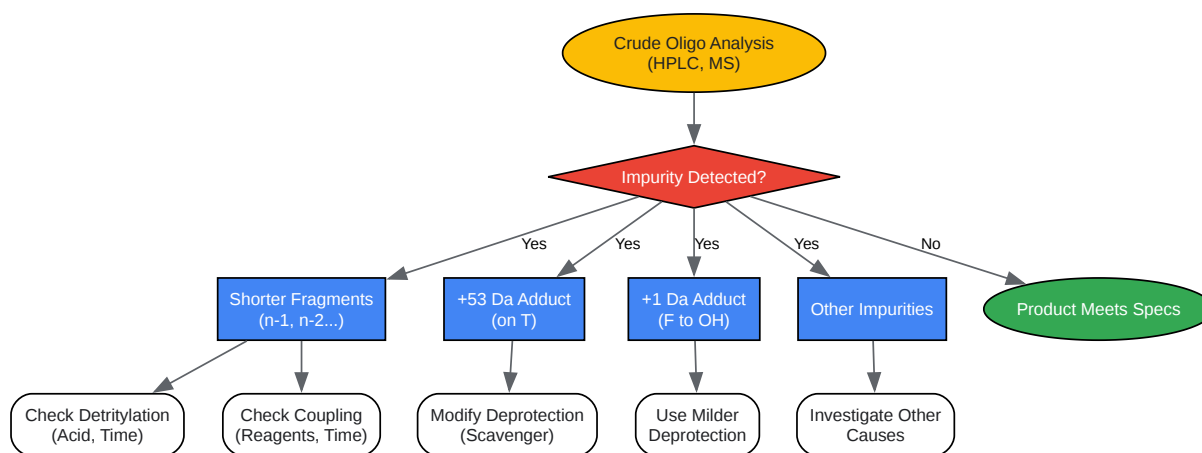 Crude Oligo Analysis
(HPLC, MS)
Impurity Detected?
Yes
Yes
Yes
Yes
No
Shorter Fragments
(n-1, n-2...)
+53 Da Adduct
(on T)
+1 Da Adduct
(F to OH)
Other Impurities
Product Meets Specs
Check Detritylation
(Acid, Time)
Check Coupling
(Reagents, Time)
Modify Deprotection
(Scavenger)
Use Milder
Deprotection
Investigate Other
Causes